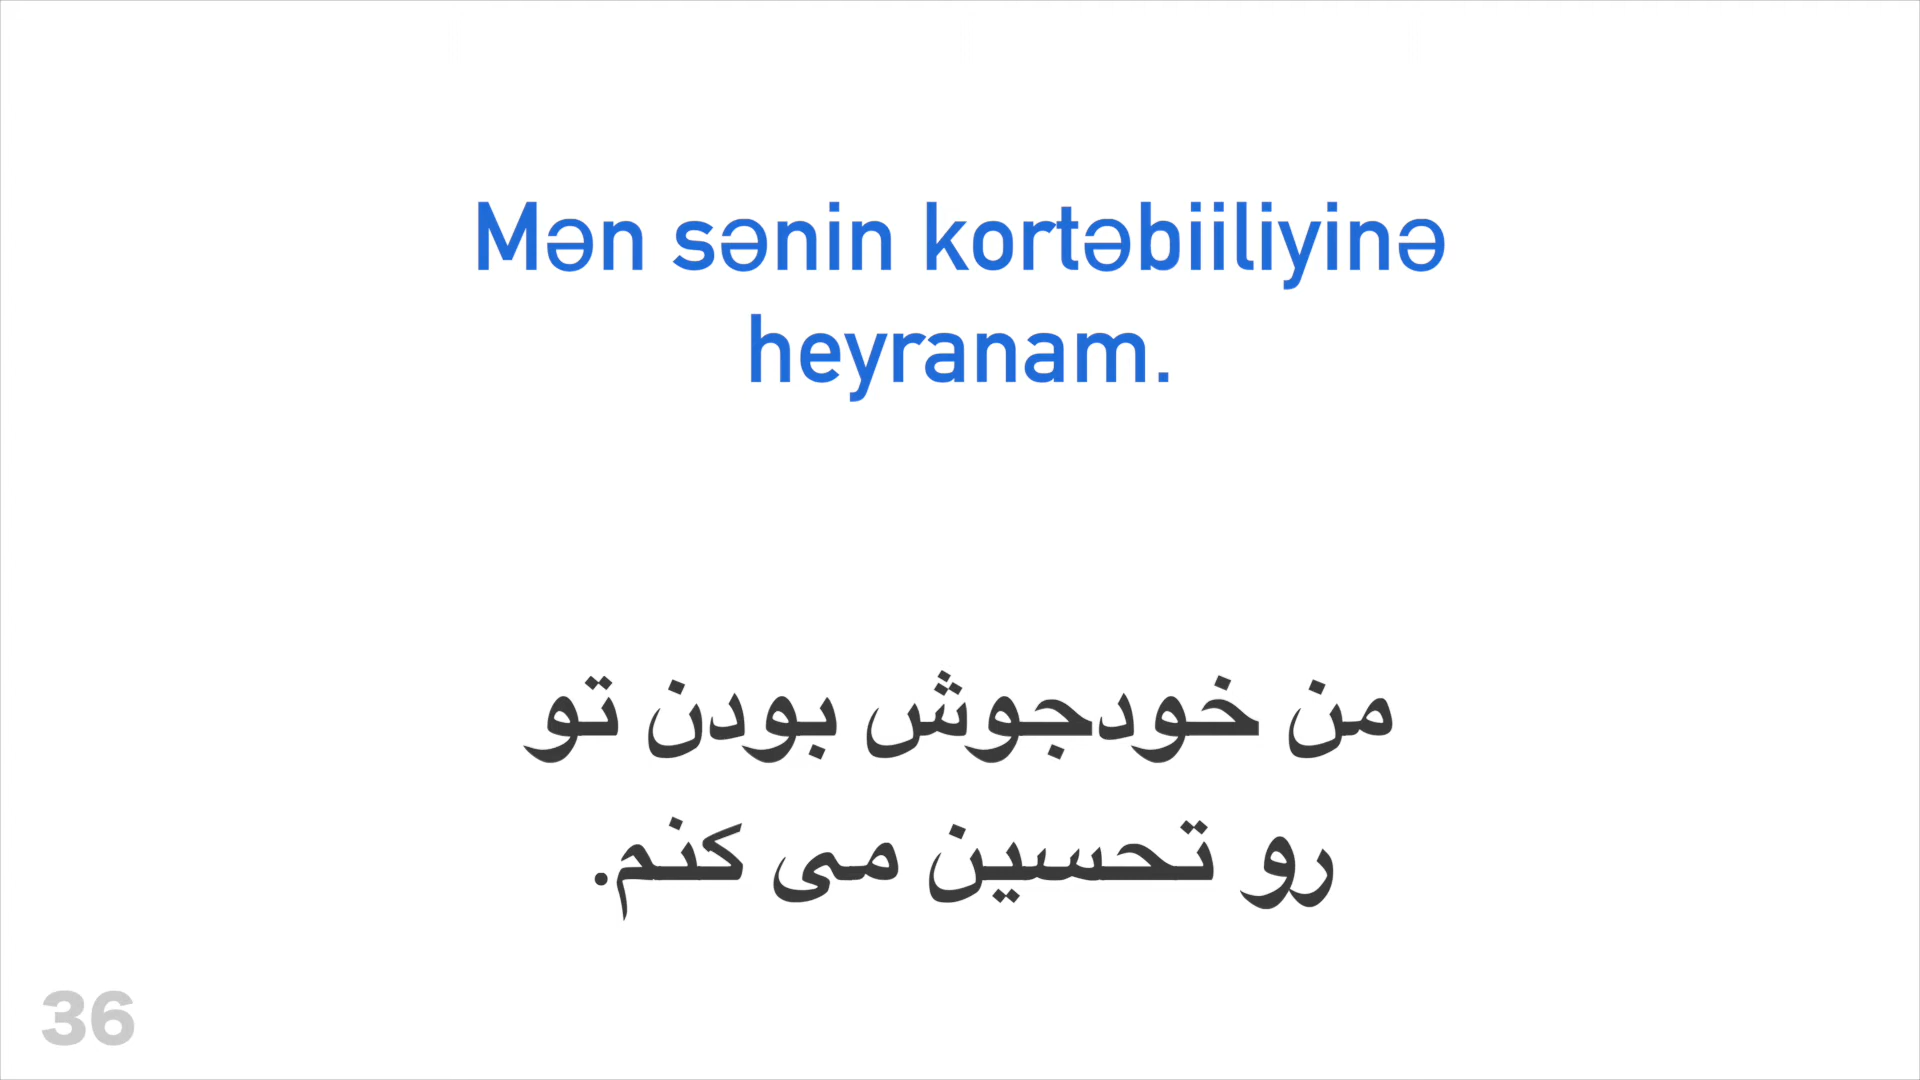 Mən sənin kortəbiiliyinə
heyranam.
من خودجوش بودن تو
رو تحسین می کنم.
36